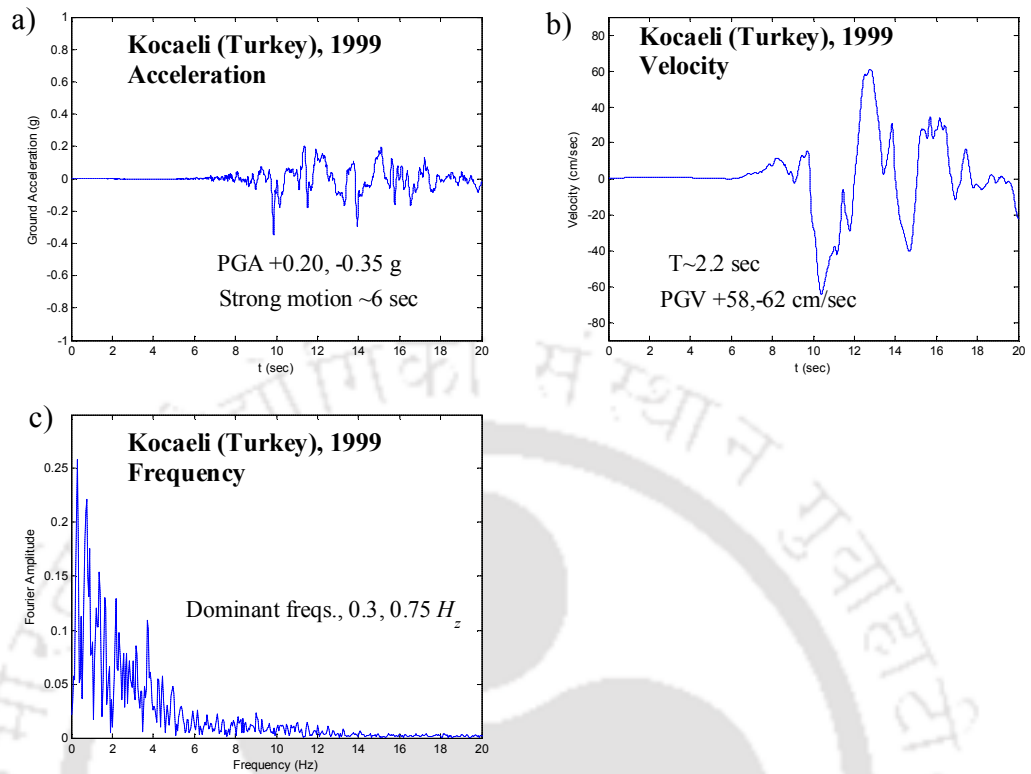 a)
Kocaeli (Turkey), 1999
Acceleration
1
0.8
0.6
0.4
0.2
0
-0.2
-0.4
-0.6
-0.8
-1
Ground Acceleration (g)
PGA +0.20, -0.35 g
Strong motion ~6 sec
0 2 4 6 8 10 12 14 16 18 20
t (sec)
b)
Kocaeli (Turkey), 1999
Velocity
80
60
40
20
0
-20
-40
-60
-80
Velocity (cm/sec)
T~2.2 sec
PGV +58,-62 cm/sec
0 2 4 6 8 10 12 14 16 18 20
t (sec)
c)
Kocaeli (Turkey), 1999
Frequency
0.25
0.2
0.15
0.1
0.05
0
Fourier Amplitude
Dominant freqs., 0.3, 0.75 Hz
0 2 4 6 8 10 12 14 16 18 20
Frequency (Hz)